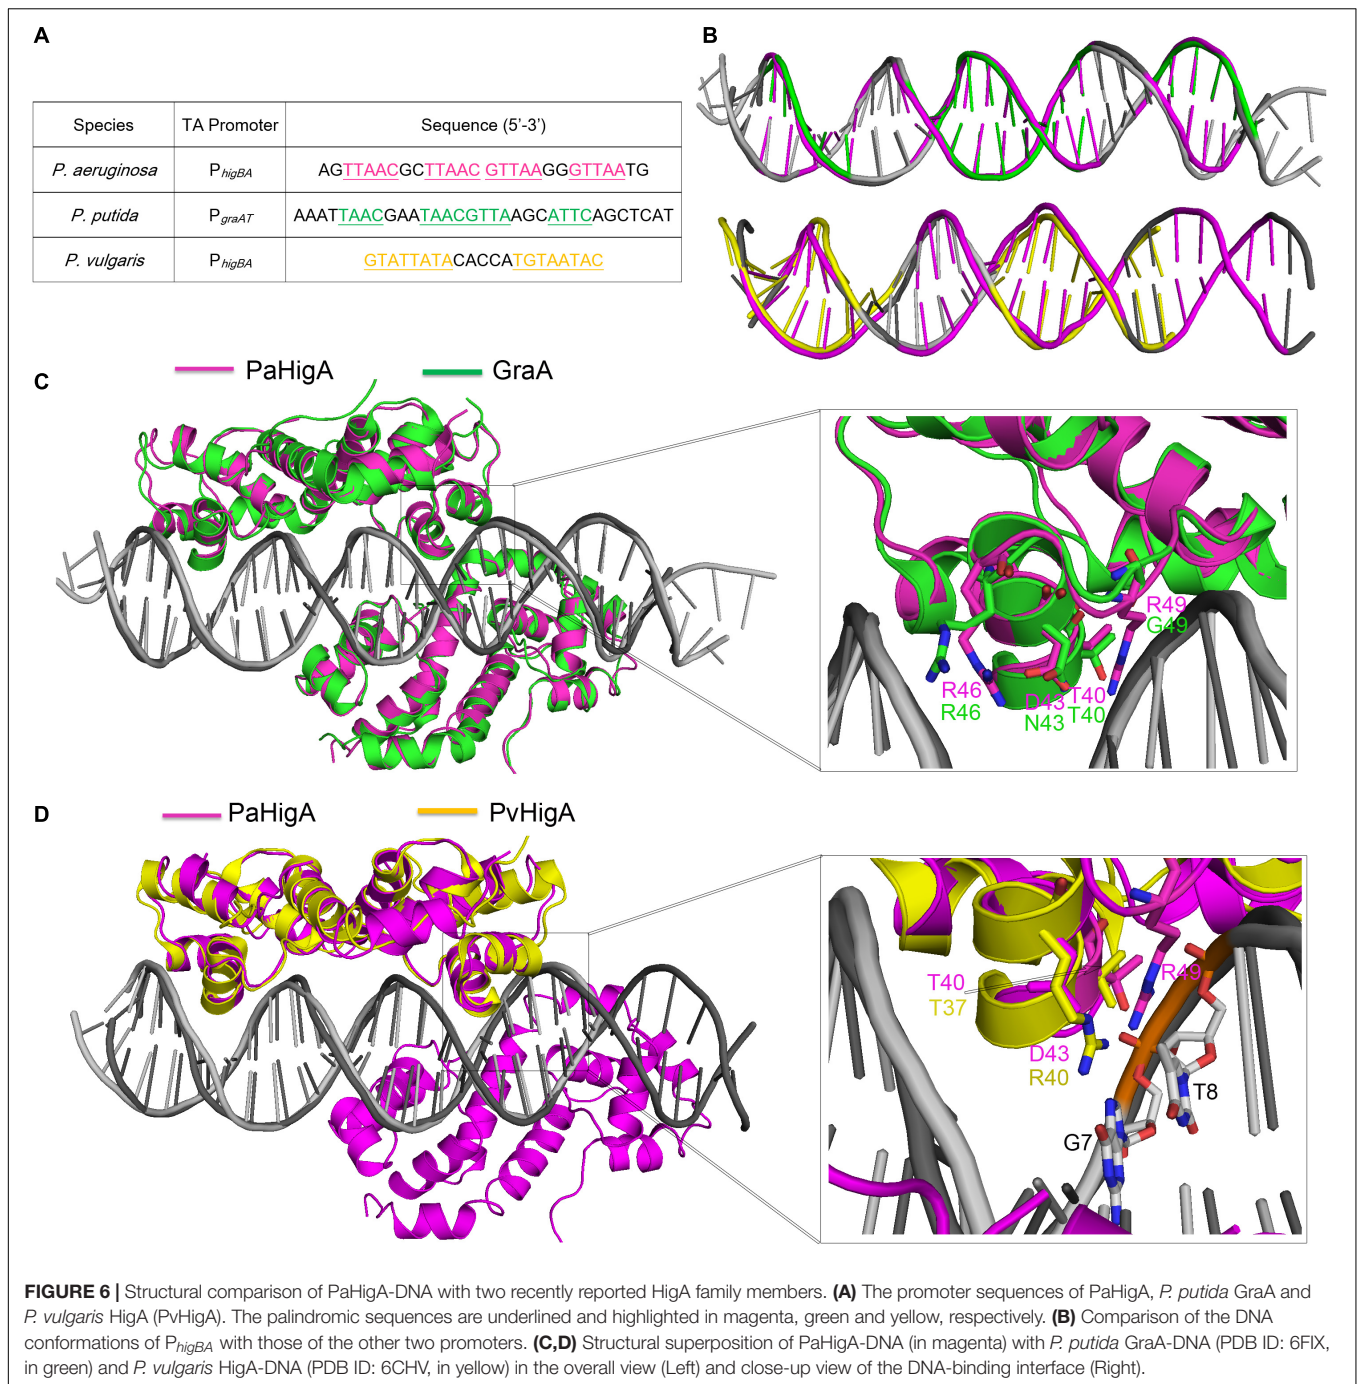 A
Species TA Promoter Sequence (5'-3')
P. aeruginosa PhigBA AGTTAACGCTTAAC GTTAAGGGTTAATG
P. putida PgraAT AAATTAACGAATAACGTTAAGCATTCAGCTCAT
P. vulgaris PhigBA GTATTATACACCATGTAATAC
B
C
PaHigA GraA
R49
G49
R46 D43 T40
R46 N43 T40
D
PaHigA PvHigA
R49
T40
T37
D43
R40
T8
G7
FIGURE 6 | Structural comparison of PaHigA-DNA with two recently reported HigA family members. (A) The promoter sequences of PaHigA, P. putida GraA and
P. vulgaris HigA (PvHigA). The palindromic sequences are underlined and highlighted in magenta, green and yellow, respectively. (B) Comparison of the DNA
conformations of PhigBA with those of the other two promoters. (C,D) Structural superposition of PaHigA-DNA (in magenta) with P. putida GraA-DNA (PDB ID: 6FIX,
in green) and P. vulgaris HigA-DNA (PDB ID: 6CHV, in yellow) in the overall view (Left) and close-up view of the DNA-binding interface (Right).